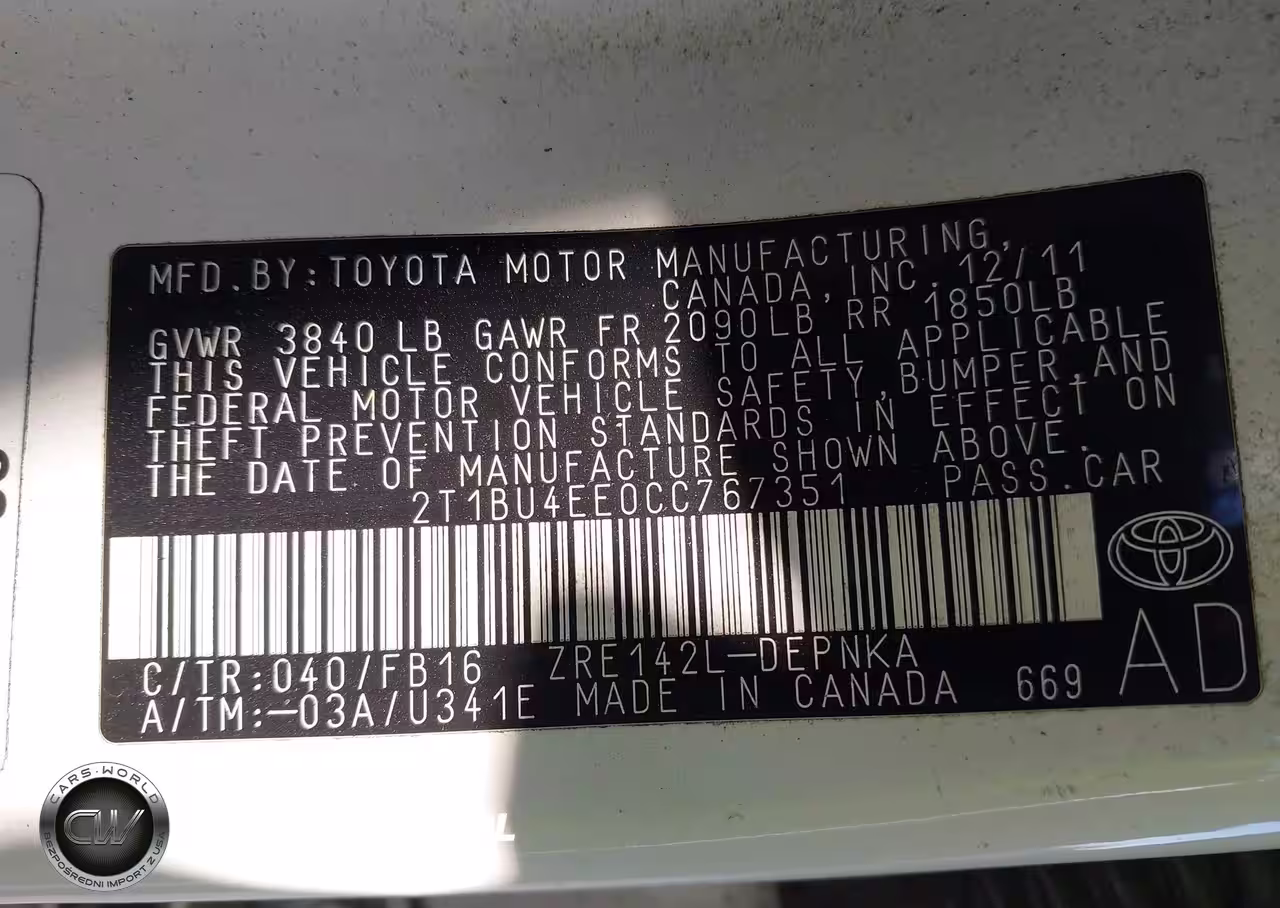 MFD.BY:TOYOTA MOTOR MANUFACTURING,
CANADA,INC.12/11
GVWR 3840LB GAWR FR 2090LB RR 1850LB
THIS VEHICLE CONFORMS TO ALL APPLICABLE
FEDERAL MOTOR VEHICLE SAFETY,BUMPER,AND
THEFT PREVENTION STANDARDS IN EFFECT ON
THE DATE OF MANUFACTURE SHOWN ABOVE.
2T1BU4EE0CC767351 PASS.CAR
C/TR:040/FB16 ZRE142L-DEPNKA
A/TM:-03A/U341E MADE IN CANADA 669
AD
CARS-WORLD
CW
BEZPOŚREDNI IMPORT Z USA